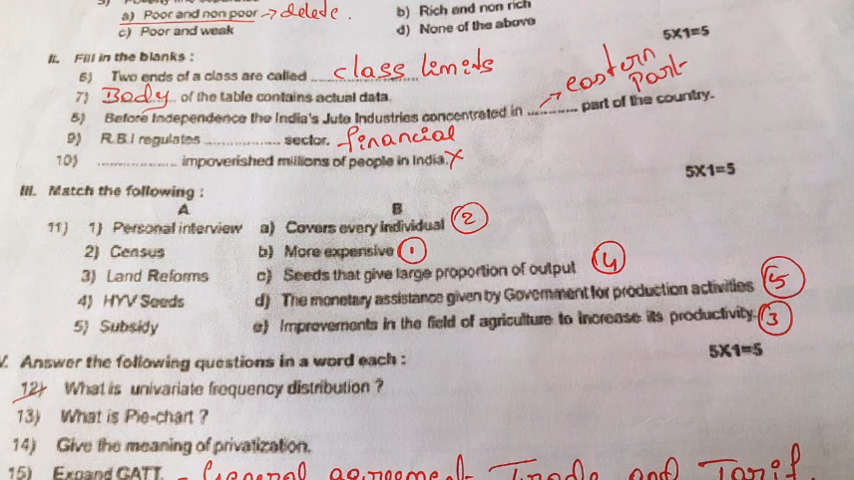 a) Poor and non poor → delete. b) Rich and non rich
c) Poor and weak d) None of the above
5X1=5
II. Fill in the blanks :
6) Two ends of a class are called .......... class limits
7) Body of the table contains actual data.
8) Before Independence the India's Jute Industries concentrated in .......... part of the country. → eastern Part
9) R.B.I regulates .......... sector. financial
10) .......... impoverished millions of people in India. X
5X1=5
III. Match the following :
A B
11) 1) Personal interview a) Covers every individual 2
2) Census b) More expensive 1
3) Land Reforms c) Seeds that give large proportion of output 4
4) HYV Seeds d) The monetary assistance given by Government for production activities 5
5) Subsidy e) Improvements in the field of agriculture to increase its productivity. 3
5X1=5
V. Answer the following questions in a word each :
12) What is univariate frequency distribution ?
13) What is Pie-chart ?
14) Give the meaning of privatization.
15) Expand GATT. - General agreement Trade and Tarif.